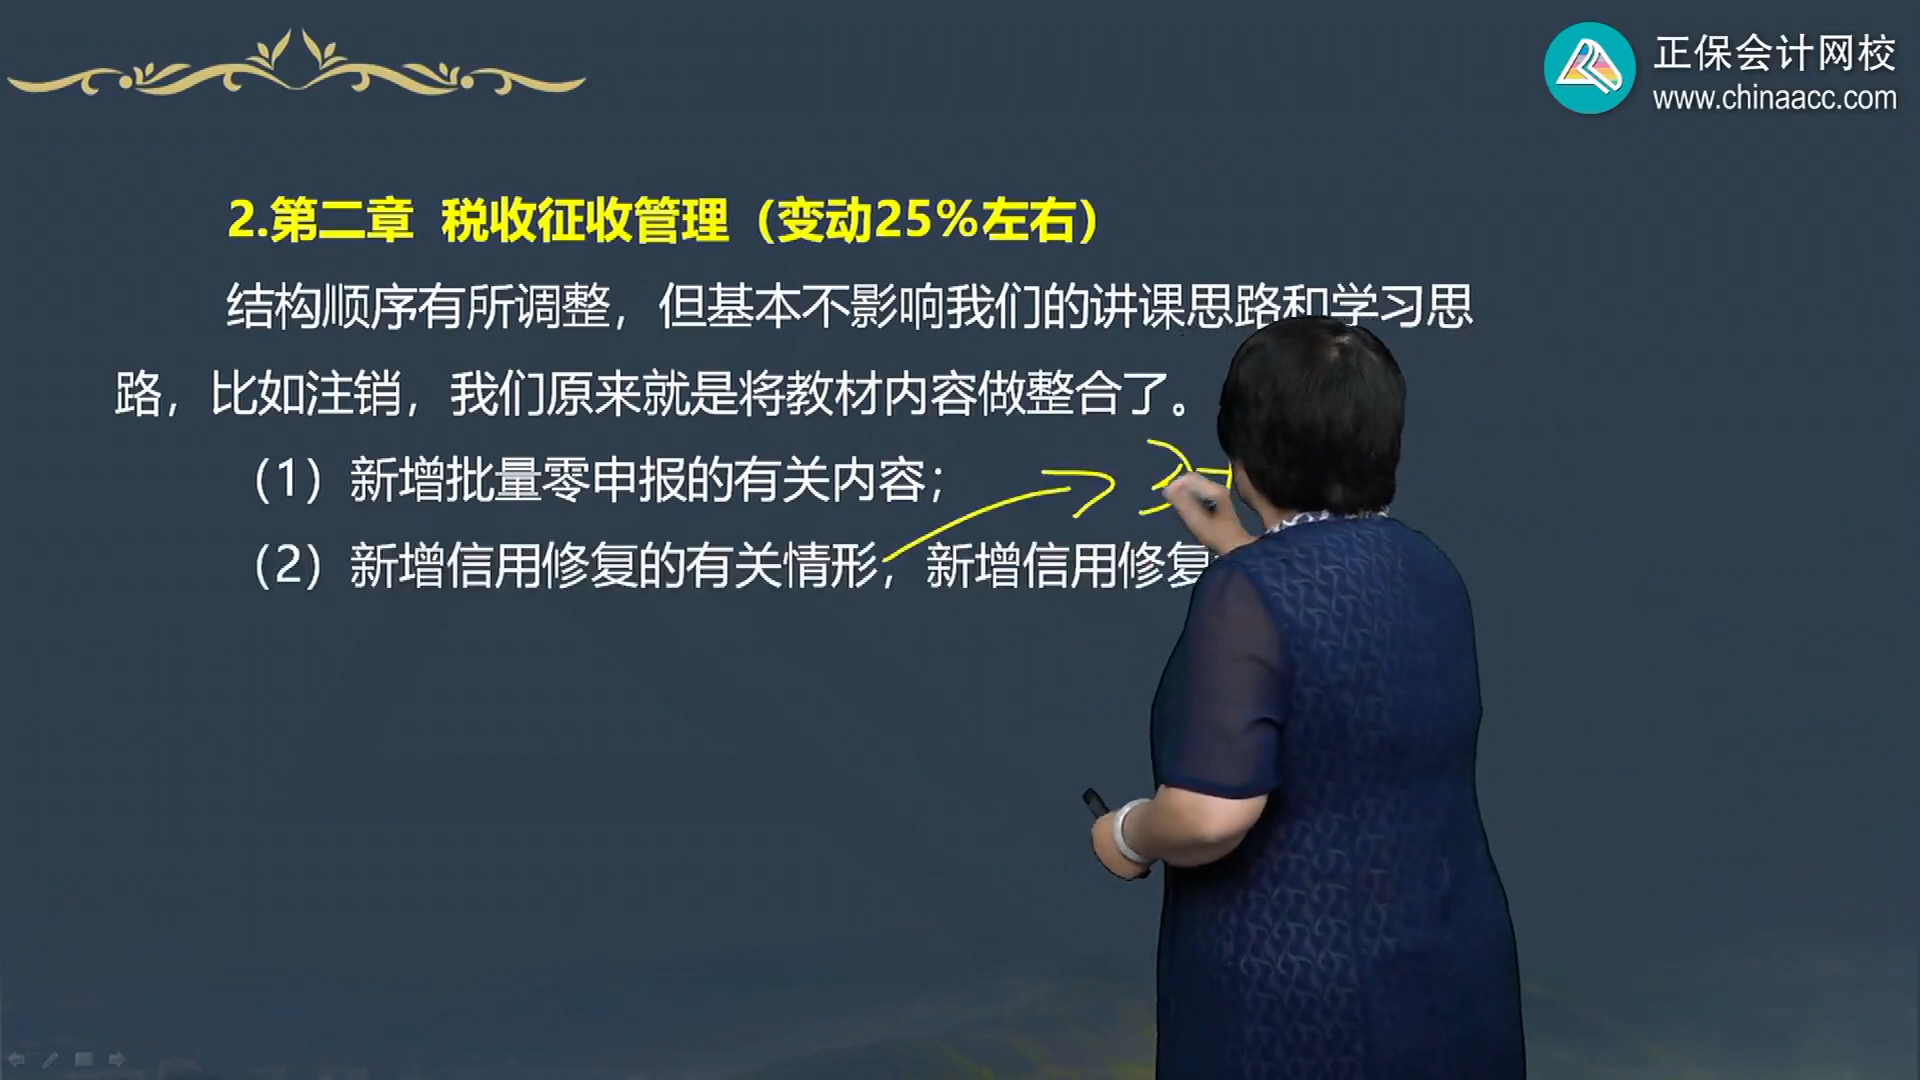 正保会计网校
www.chinaacc.com
2.第二章 税收征收管理（变动25%左右）
结构顺序有所调整，但基本不影响我们的讲课思路和学习思
路，比如注销，我们原来就是将教材内容做整合了。
（1）新增批量零申报的有关内容；
（2）新增信用修复的有关情形，新增信用修复